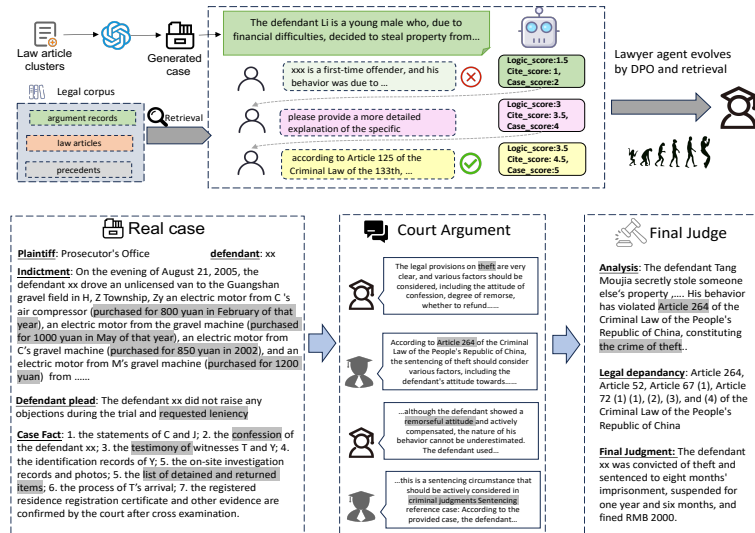 Law article
clusters
Generated
case
The defendant Li is a young male who, due to
financial difficulties, decided to steal property from…
xxx is a first-time offender, and his
behavior was due to …
Logic_score:1.5
Cite_score: 1,
Case_score:2
please provide a more detailed
explanation of the specific
Logic_score:3
Cite_score: 3.5,
Case_score:4
according to Article 125 of the
Criminal Law of the 133th, …
Logic_score:3.5
Cite_score: 4.5,
Case_score:5
Lawyer agent evolves
by DPO and retrieval
Legal corpus
argument records
law articles
precedents
Retrieval
Real case
Plaintiff: Prosecutor's Office defendant: xx
Indictment: On the evening of August 21, 2005, the
defendant xx drove an unlicensed van to the Guangshan
gravel field in H, Z Township, Zy an electric motor from C 's
air compressor (purchased for 800 yuan in February of that
year), an electric motor from the gravel machine (purchased
for 1000 yuan in May of that year), an electric motor from
C's gravel machine (purchased for 850 yuan in 2002), and an
electric motor from M's gravel machine (purchased for 1200
yuan) from ……
Defendant plead: The defendant xx did not raise any
objections during the trial and requested leniency
Case Fact: 1. the statements of C and J; 2. the confession of
the defendant xx; 3. the testimony of witnesses T and Y; 4.
the identification records of Y; 5. the on-site investigation
records and photos; 5. the list of detained and returned
items; 6. the process of T's arrival; 7. the registered
residence registration certificate and other evidence are
confirmed by the court after cross examination.
Court Argument
The legal provisions on theft are very
clear, and various factors should be
considered, including the attitude of
confession, degree of remorse,
whether to refund……
According to Article 264 of the Criminal
Law of the People's Republic of China,
the sentencing of theft should consider
various factors, including the
defendant's attitude towards……
…although the defendant showed a
remorseful attitude and actively
compensated, the nature of his
behavior cannot be underestimated.
The defendant used…
…this is a sentencing circumstance that
should be actively considered in
criminal judgments Sentencing
reference case: According to the
provided case, the defendant…
Final Judge
Analysis: The defendant Tang
Moujia secretly stole someone
else's property ,…. His behavior
has violated Article 264 of the
Criminal Law of the People's
Republic of China, constituting
the crime of theft..
Legal dependancy: Article 264,
Article 52, Article 67 (1), Article
72 (1) (1), (2), (3), and (4) of the
Criminal Law of the People's
Republic of China
Final Judgment: The defendant
xx was convicted of theft and
sentenced to eight months'
imprisonment, suspended for
one year and six months, and
fined RMB 2000.